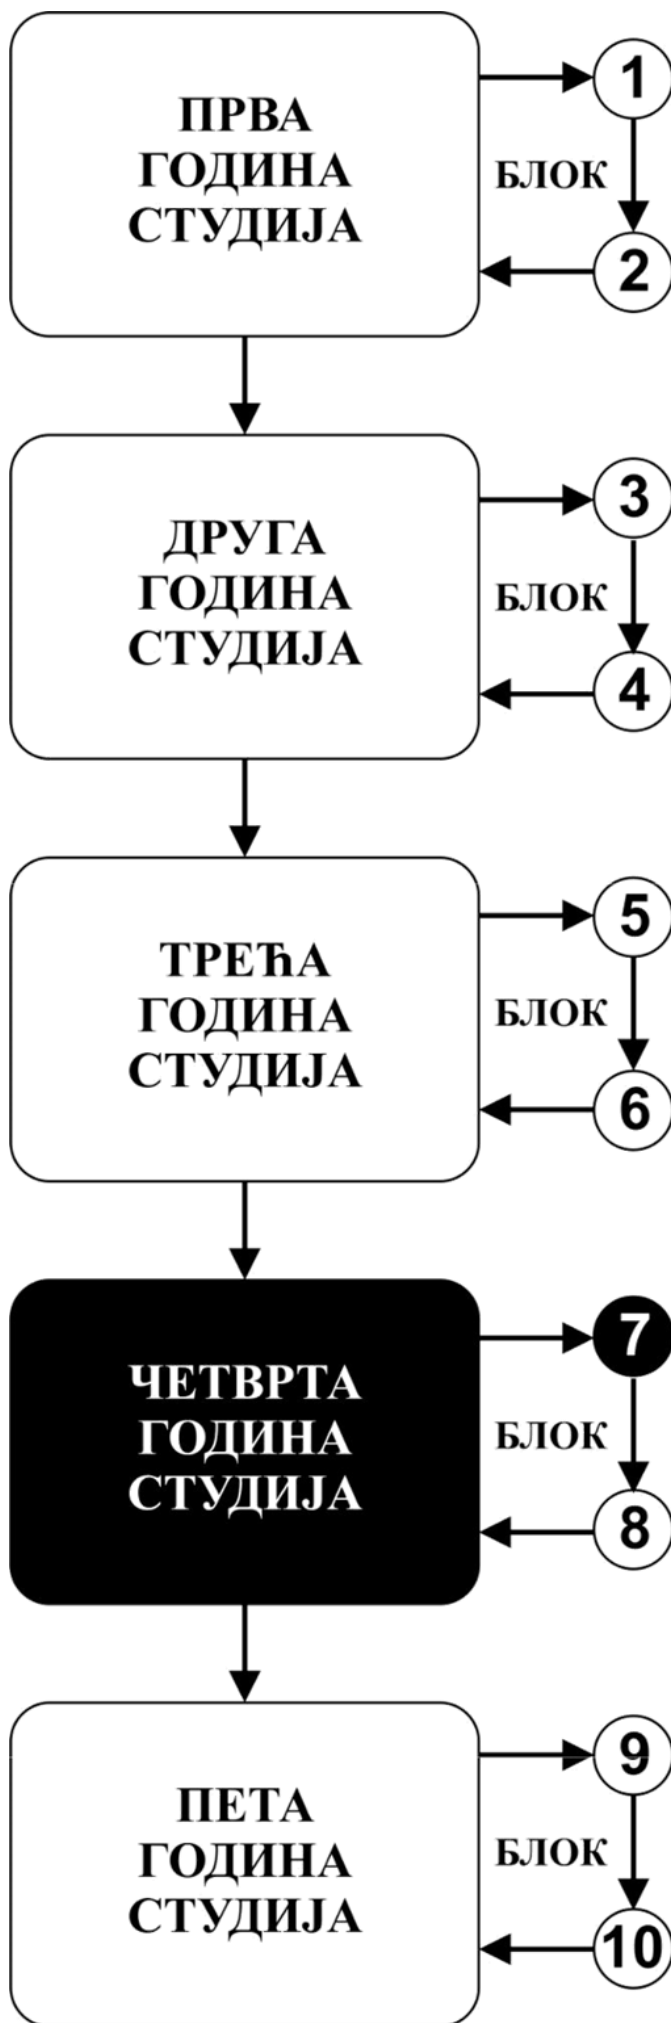 ПРВА
ГОДИНА
СТУДИЈА
1
БЛОК
2
ДРУГА
ГОДИНА
СТУДИЈА
3
БЛОК
4
ТРЕЋА
ГОДИНА
СТУДИЈА
5
БЛОК
6
ЧЕТВРТА
ГОДИНА
СТУДИЈА
7
БЛОК
8
ПЕТА
ГОДИНА
СТУДИЈА
9
БЛОК
10